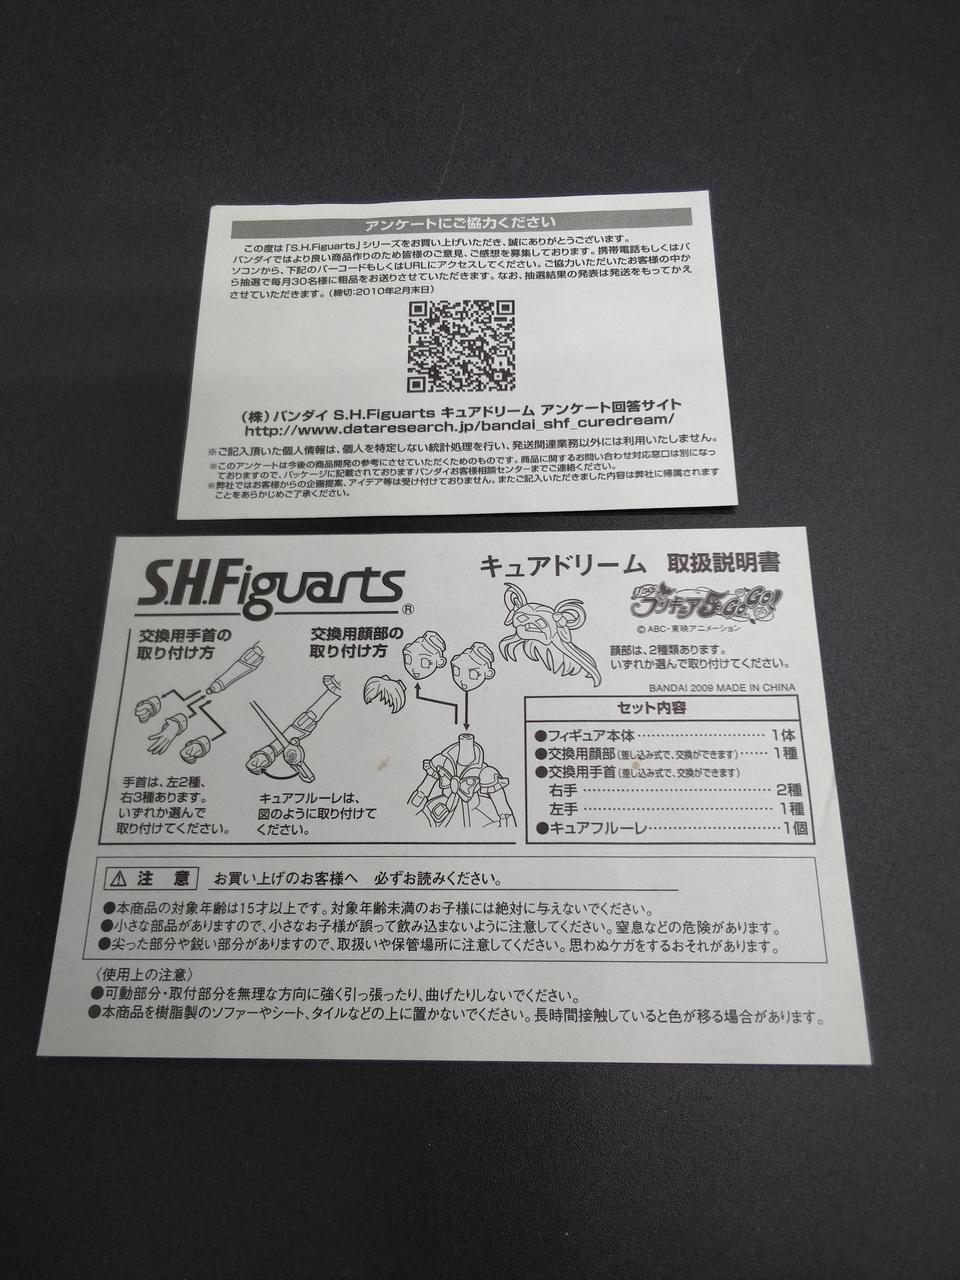 アンケートにご協力ください
この度は「S.H.Figuarts」シリーズをお買い上げいただき、誠にありがとうございます。
バンダイではより良い商品作りのため皆様のご意見、ご感想を募集しております。携帯電話もしくはパ
ソコンから、下記のバーコードもしくはURLにアクセスしてください。ご協力いただいたお客様の中か
ら抽選で毎月30名様に粗品をお送りさせていただきます。なお、抽選結果の発表は発送をもってかえ
させていただきます。(締切:2010年2月末日)
(株)バンダイ S.H.Figuarts キュアドリーム アンケート回答サイト
http://www.dataresearch.jp/bandai_shf_curedream/
※ご記入頂いた個人情報は、個人を特定しない統計処理を行い、発送関連業務以外には利用いたしません。
※このアンケートは今後の商品開発の参考にさせていただくためのものです。商品に関するお問い合わせ対応窓口は別になっ
ておりますので、パッケージに記載されておりますバンダイお客様相談センターまでご連絡ください。
※弊社ではお客様からの企画提案、アイデア等は受け付けておりません。またご記入いただきました内容は弊社に帰属されます
ことをあらかじめご了承ください。
S.H.Figuarts®
キュアドリーム 取扱説明書
プリキュア5GoGo!
©ABC・東映アニメーション
交換用手首の
取り付け方
手首は、左2種、
右3種あります。
いずれか選んで
取り付けてください。
キュアフルーレは、
図のように取り付けて
ください。
交換用顔部の
取り付け方
顔部は、2種類あります。
いずれか選んで取り付けてください。
BANDAI 2009 MADE IN CHINA
セット内容
●フィギュア本体……………………1体
●交換用顔部(差し込み式で、交換ができます)……1種
●交換用手首(差し込み式で、交換ができます)
右手……………………………2種
左手……………………………1種
●キュアフルーレ……………………1個
⚠ 注 意 お買い上げのお客様へ 必ずお読みください。
●本商品の対象年齢は15才以上です。対象年齢未満のお子様には絶対に与えないでください。
●小さな部品がありますので、小さなお子様が誤って飲み込まないように注意してください。窒息などの危険があります。
●尖った部分や鋭い部分がありますので、取扱いや保管場所に注意してください。思わぬケガをするおそれがあります。
〈使用上の注意〉
●可動部分・取付部分を無理な方向に強く引っ張ったり、曲げたりしないでください。
●本商品を樹脂製のソファーやシート、タイルなどの上に置かないでください。長時間接触していると色が移る場合があります。